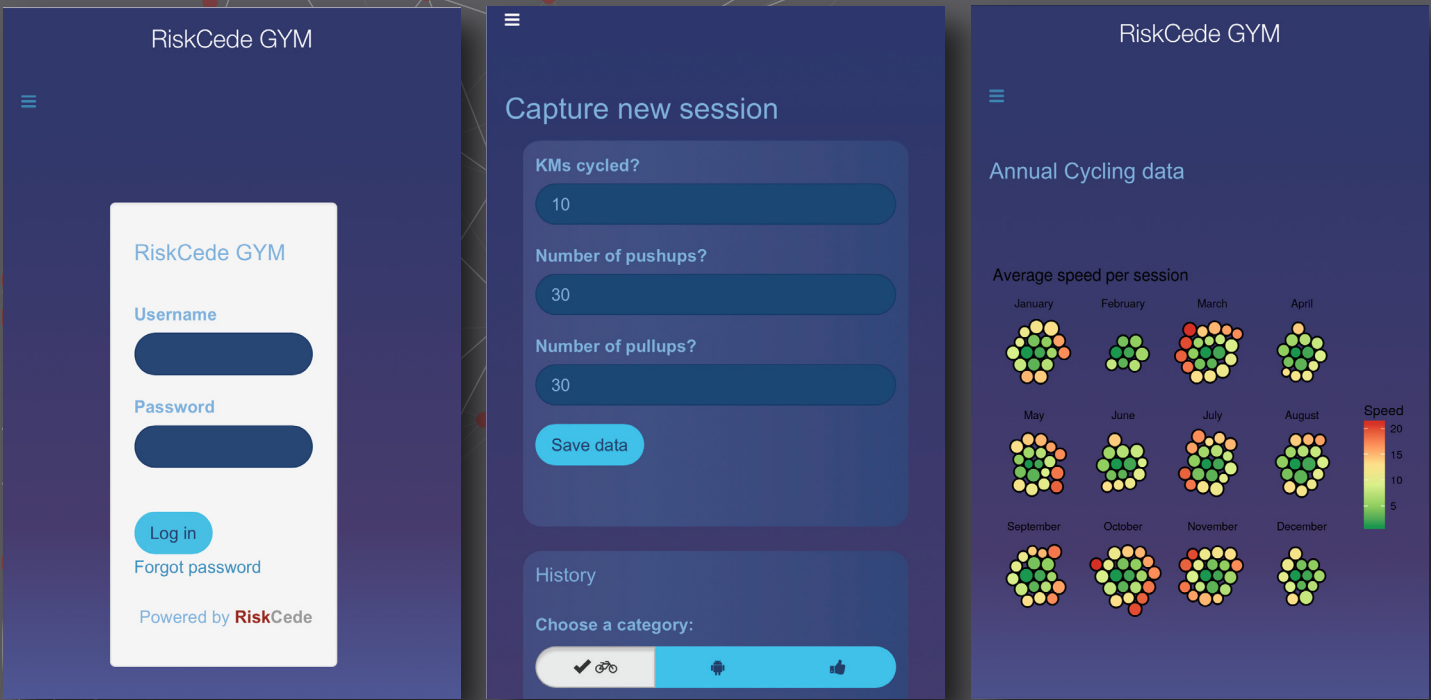 RiskCede GYM
RiskCede GYM
Username
Password
Log in
Forgot password
Powered by RiskCede
Capture new session
KMs cycled?
10
Number of pushups?
30
Number of pullups?
30
Save data
History
Choose a category:
RiskCede GYM
Annual Cycling data
Average speed per session
January February March April
May June July August
September October November December
Speed
20
15
10
5